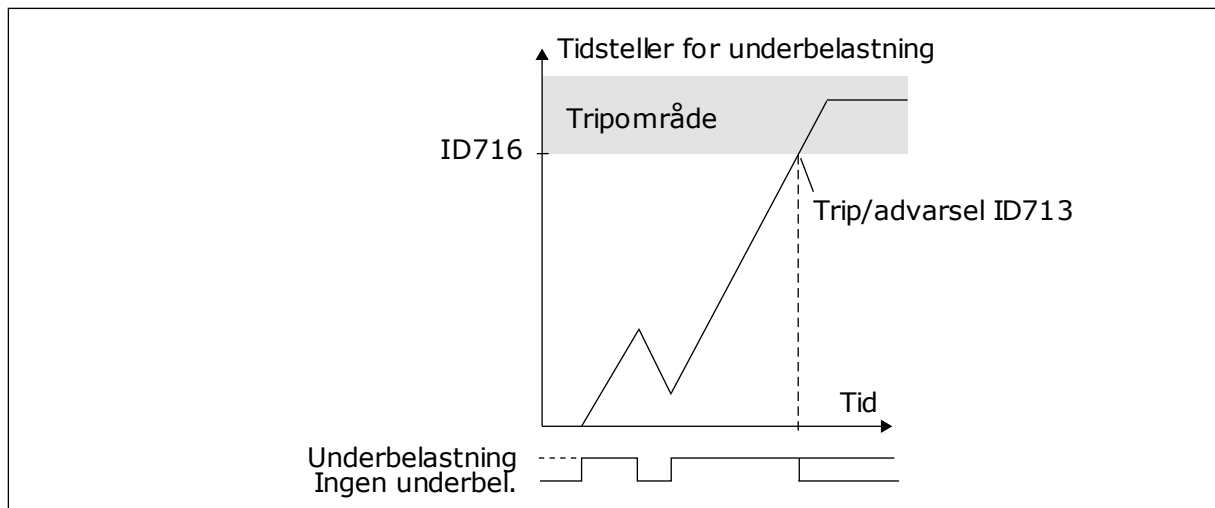 Tidsteller for underbelastning
Tripområde
ID716
Trip/advarsel ID713
Tid
Underbelastning
Ingen underbel.